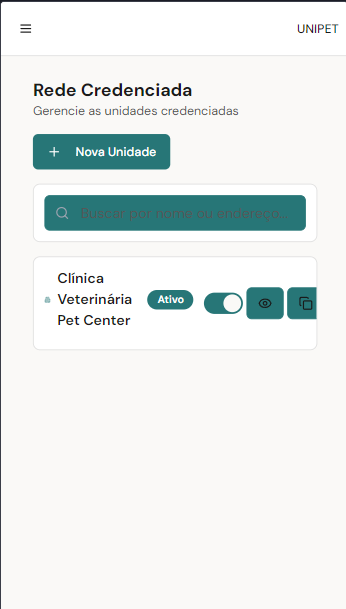 UNIPET
Rede Credenciada
Gerencie as unidades credenciadas
Nova Unidade
Buscar por nome ou endereço...
Clínica
Veterinária
Pet Center
Ativo